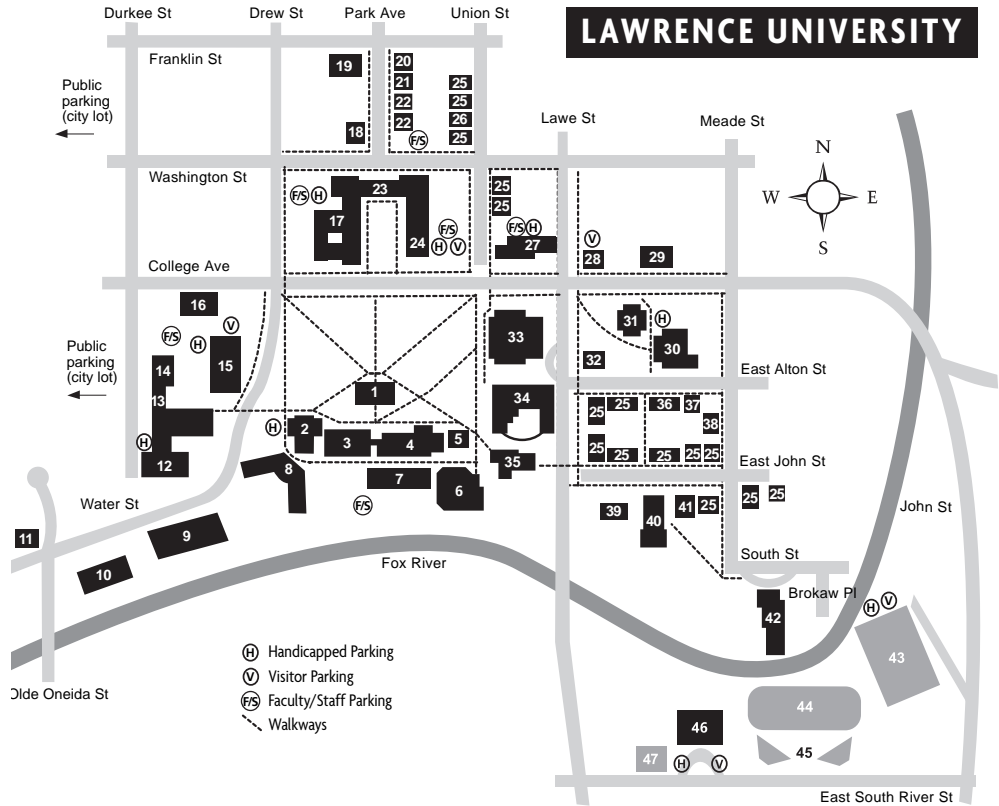 Durkee St
Drew St
Park Ave
Union St
LAWRENCE UNIVERSITY
Franklin St
19
20
21
25
Public
parking
(city lot)
22
25
22
26
18
F/S
25
Lawe St
Meade St
N
W
E
S
Washington St
F/S
H
23
25
25
17
24
F/S
H
V
F/S
H
27
V
28
29
College Ave
16
V
F/S
H
15
33
31
H
30
32
Public
parking
(city lot)
14
13
East Alton St
1
34
25
25
36
37
38
H
12
H
2
3
4
5
25
25
25
25
25
35
East John St
8
7
6
F/S
Water St
39
40
41
25
25
25
John St
11
9
10
Fox River
South St
Brokaw Pl
42
H
V
43
H Handicapped Parking
V Visitor Parking
F/S Faculty/Staff Parking
Walkways
Olde Oneida St
44
46
45
47
H
V
East South River St